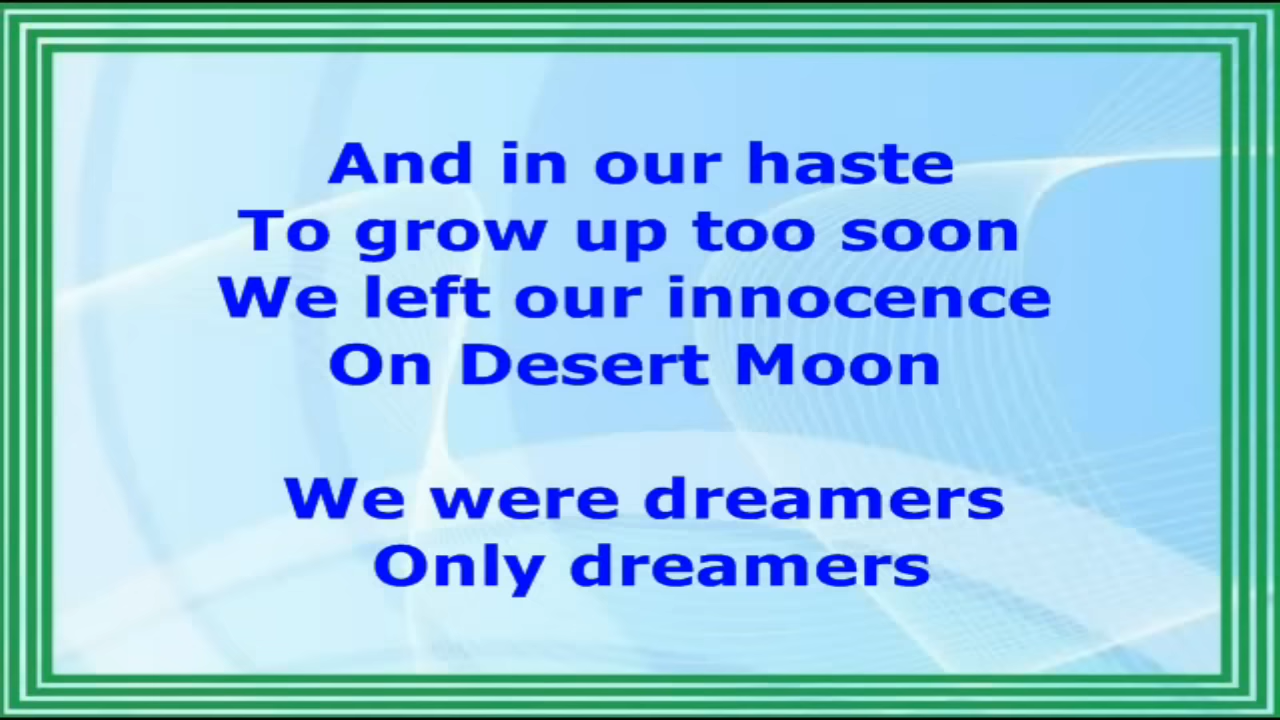 And in our haste
To grow up too soon
We left our innocence
On Desert Moon
We were dreamers
Only dreamers